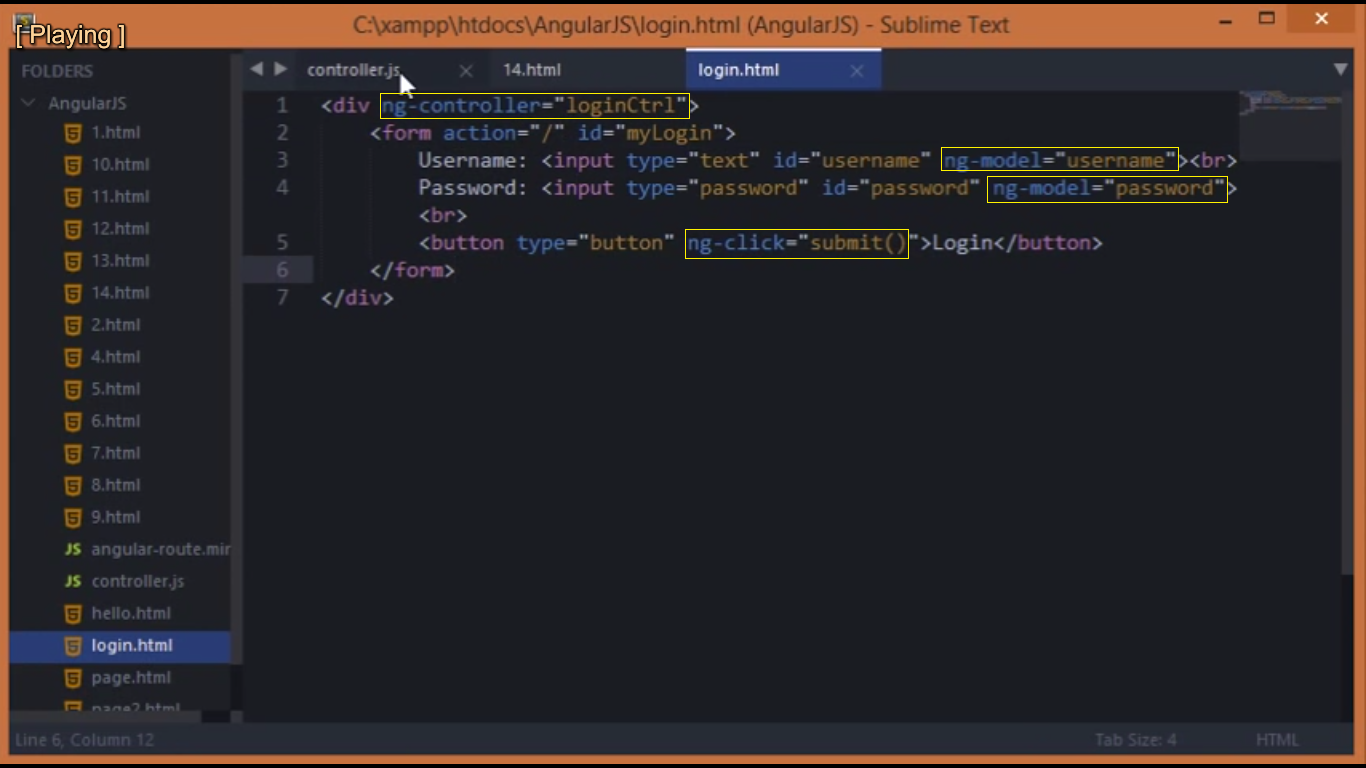 C:\xampp\htdocs\AngularJS\login.html (AngularJS) - Sublime Text
[ Playing ]
FOLDERS
AngularJS
1.html
10.html
11.html
12.html
13.html
14.html
2.html
4.html
5.html
6.html
7.html
8.html
9.html
JS angular-route.mir
JS controller.js
hello.html
login.html
page.html
page2.html
controller.js
14.html
login.html
1 <div ng-controller="loginCtrl">
2 <form action="/" id="myLogin">
3 Username: <input type="text" id="username" ng-model="username"><br>
4 Password: <input type="password" id="password" ng-model="password">
<br>
5 <button type="button" ng-click="submit()">Login</button>
6 </form>
7 </div>
Line 6, Column 12
Tab Size: 4
HTML